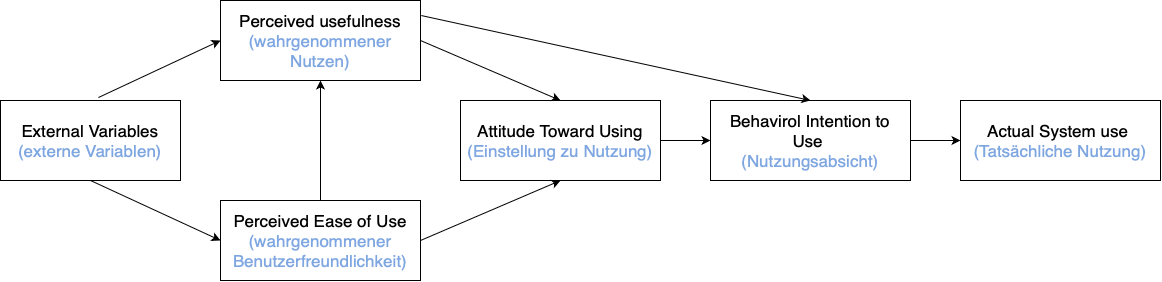 Perceived usefulness
(wahrgenommener
Nutzen)
External Variables
(externe Variablen)
Attitude Toward Using
(Einstellung zu Nutzung)
Behavirol Intention to
Use
(Nutzungsabsicht)
Actual System use
(Tatsächliche Nutzung)
Perceived Ease of Use
(wahrgenommener
Benutzerfreundlichkeit)